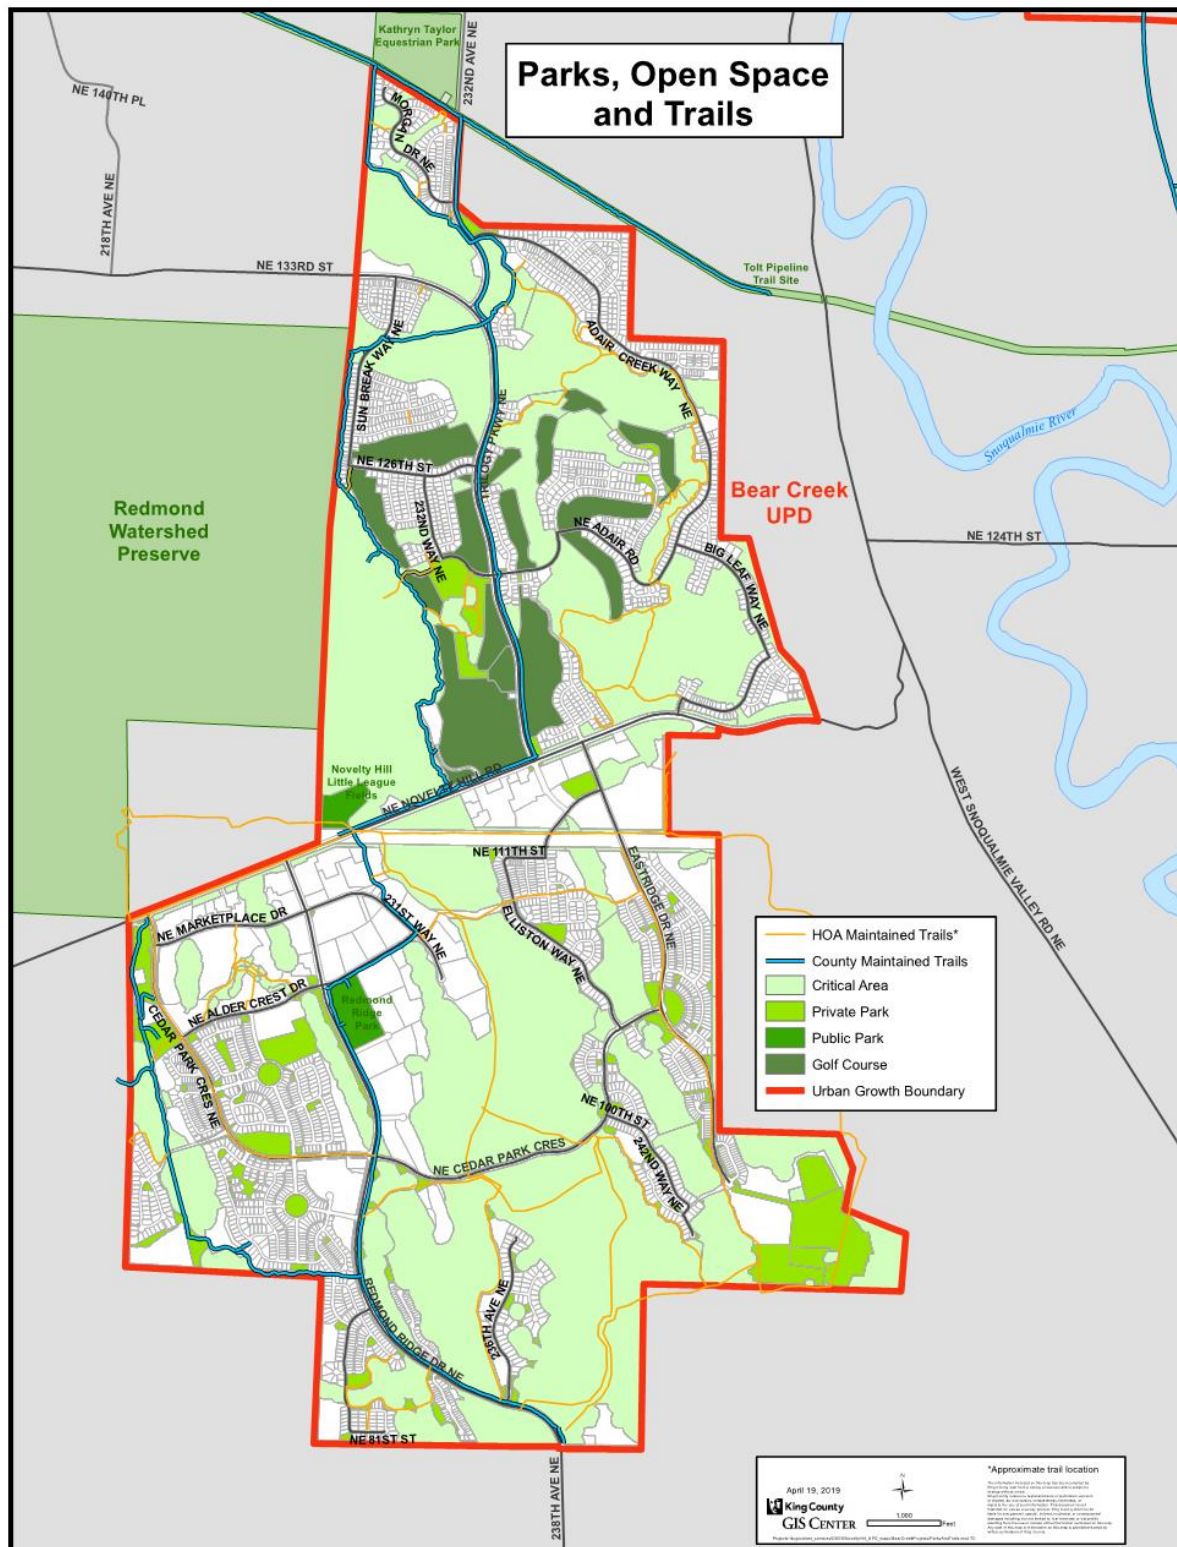 Kathryn Taylor
Equestrian Park
232ND AVE NE
Parks, Open Space
and Trails
NE 140TH PL
MORGAN DR NE
218TH AVE NE
NE 133RD ST
Tolt Pipeline
Trail Site
ADAIR CREEK WAY NE
SUN BREAK WAY NE
Snoqualmie River
TRILOGY PKWY NE
NE 126TH ST
Bear Creek
UPD
Redmond
Watershed
Preserve
232ND WAY NE
NE ADAIR RD
NE 124TH ST
BIG LEAF WAY NE
Novelty Hill
Little League
Fields
NE NOVELTY HILL RD
WEST SNOQUALMIE VALLEY RD NE
NE 111TH ST
EASTRIDGE DR NE
231ST WAY NE
NE MARKETPLACE DR
ELLISTON WAY NE
HOA Maintained Trails*
County Maintained Trails
Critical Area
Private Park
Public Park
Golf Course
Urban Growth Boundary
NE ALDER CREST DR
Redmond
Ridge
Park
CEDAR PARK CRES NE
NE 100TH ST
242ND WAY NE
NE CEDAR PARK CRES
236TH AVE NE
REDMOND RIDGE DR NE
NE 81ST ST
238TH AVE NE
*Approximate trail location
April 19, 2019
N
King County
GIS CENTER
1,000
Feet